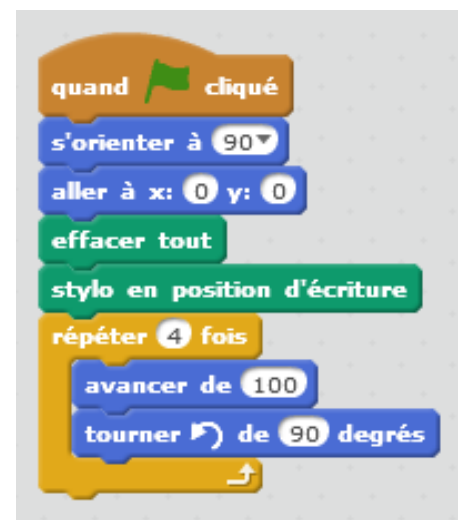 quand cliqué
s'orienter à 90
aller à x: 0 y: 0
effacer tout
stylo en position d'écriture
répéter 4 fois
avancer de 100
tourner de 90 degrés